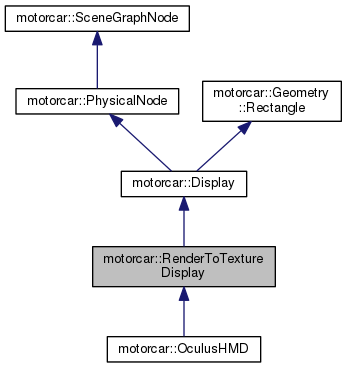 motorcar::SceneGraphNode
motorcar::PhysicalNode
motorcar::Geometry
::Rectangle
motorcar::Display
motorcar::RenderToTexture
Display
motorcar::OculusHMD